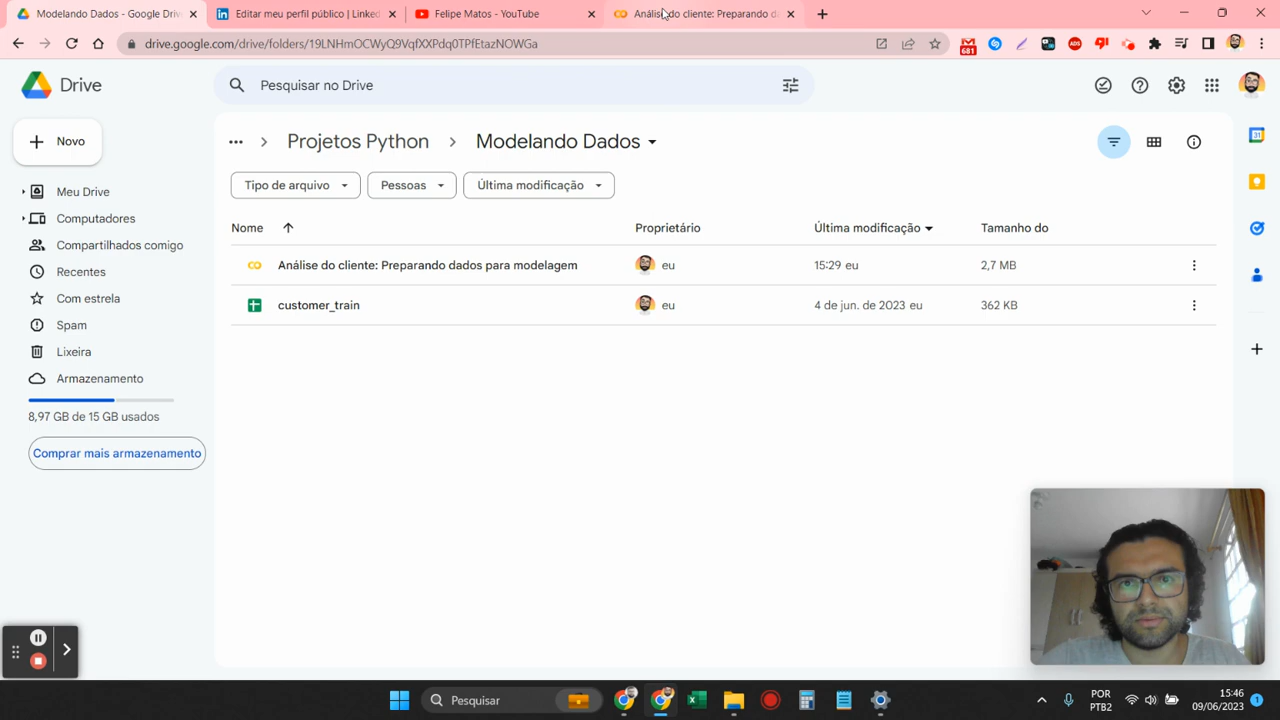 Modelando Dados - Google Driv
Editar meu perfil público | Linked
Felipe Matos - YouTube
Análise do cliente: Preparando d
drive.google.com/drive/folders/19LNHmOCWyQ9VqfXXPdq0TPfEtazNOWGa
681
ADS
Drive
Pesquisar no Drive
Novo
Projetos Python
Modelando Dados
31
Tipo de arquivo
Pessoas
Última modificação
Meu Drive
Computadores
Compartilhados comigo
Recentes
Com estrela
Spam
Lixeira
Armazenamento
8,97 GB de 15 GB usados
Comprar mais armazenamento
Nome
Proprietário
Última modificação
Tamanho do
Análise do cliente: Preparando dados para modelagem
eu
15:29 eu
2,7 MB
customer_train
eu
4 de jun. de 2023 eu
362 KB
Pesquisar
POR
PTB2
15:46
09/06/2023
1